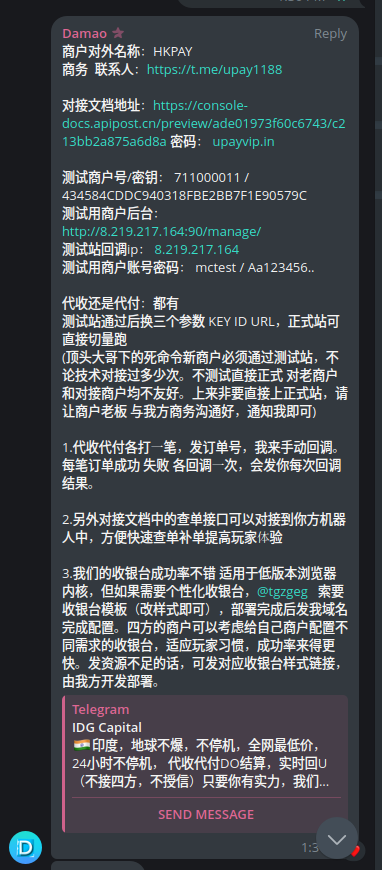 Damao
Reply
商户对外名称：HKPAY
商务 联系人：https://t.me/upay1188
对接文档地址：https://console-
docs.apipost.cn/preview/ade01973f60c6743/c2
13bb2a875a6d8a 密码： upayvip.in
测试商户号/密钥： 711000011 /
434584CDDC940318FBE2BB7F1E90579C
测试用商户后台：
http://8.219.217.164:90/manage/
测试站回调ip： 8.219.217.164
测试用商户账号密码： mctest / Aa123456..
代收还是代付：都有
测试站通过后换三个参数 KEY ID URL，正式站可
直接切量跑
(顶头大哥下的死命令新商户必须通过测试站，不
论技术对接过多少次。不测试直接正式 对老商户
和对接商户均不友好。上来非要直接上正式站，请
让商户老板 与我方商务沟通好，通知我即可)
1.代收代付各打一笔，发订单号，我来手动回调。
每笔订单成功 失败 各回调一次，会发你每次回调
结果。
2.另外对接文档中的查单接口可以对接到你方机器
人中，方便快速查单补单提高玩家体验
3.我们的收银台成功率不错 适用于低版本浏览器
内核，但如果需要个性化收银台，@tgzgeg 索要
收银台模板（改样式即可），部署完成后发我域名
完成配置。四方的商户可以考虑给自己商户配置不
同需求的收银台，适应玩家习惯，成功率来得更
快。发资源不足的话，可发对应收银台样式链接，
由我方开发部署。
Telegram
IDG Capital
🇮🇳印度，地球不爆，不停机，全网最低价，
24小时不停机， 代收代付DO结算，实时回U
（不接四方，不授信）只要你有实力，我们...
SEND MESSAGE